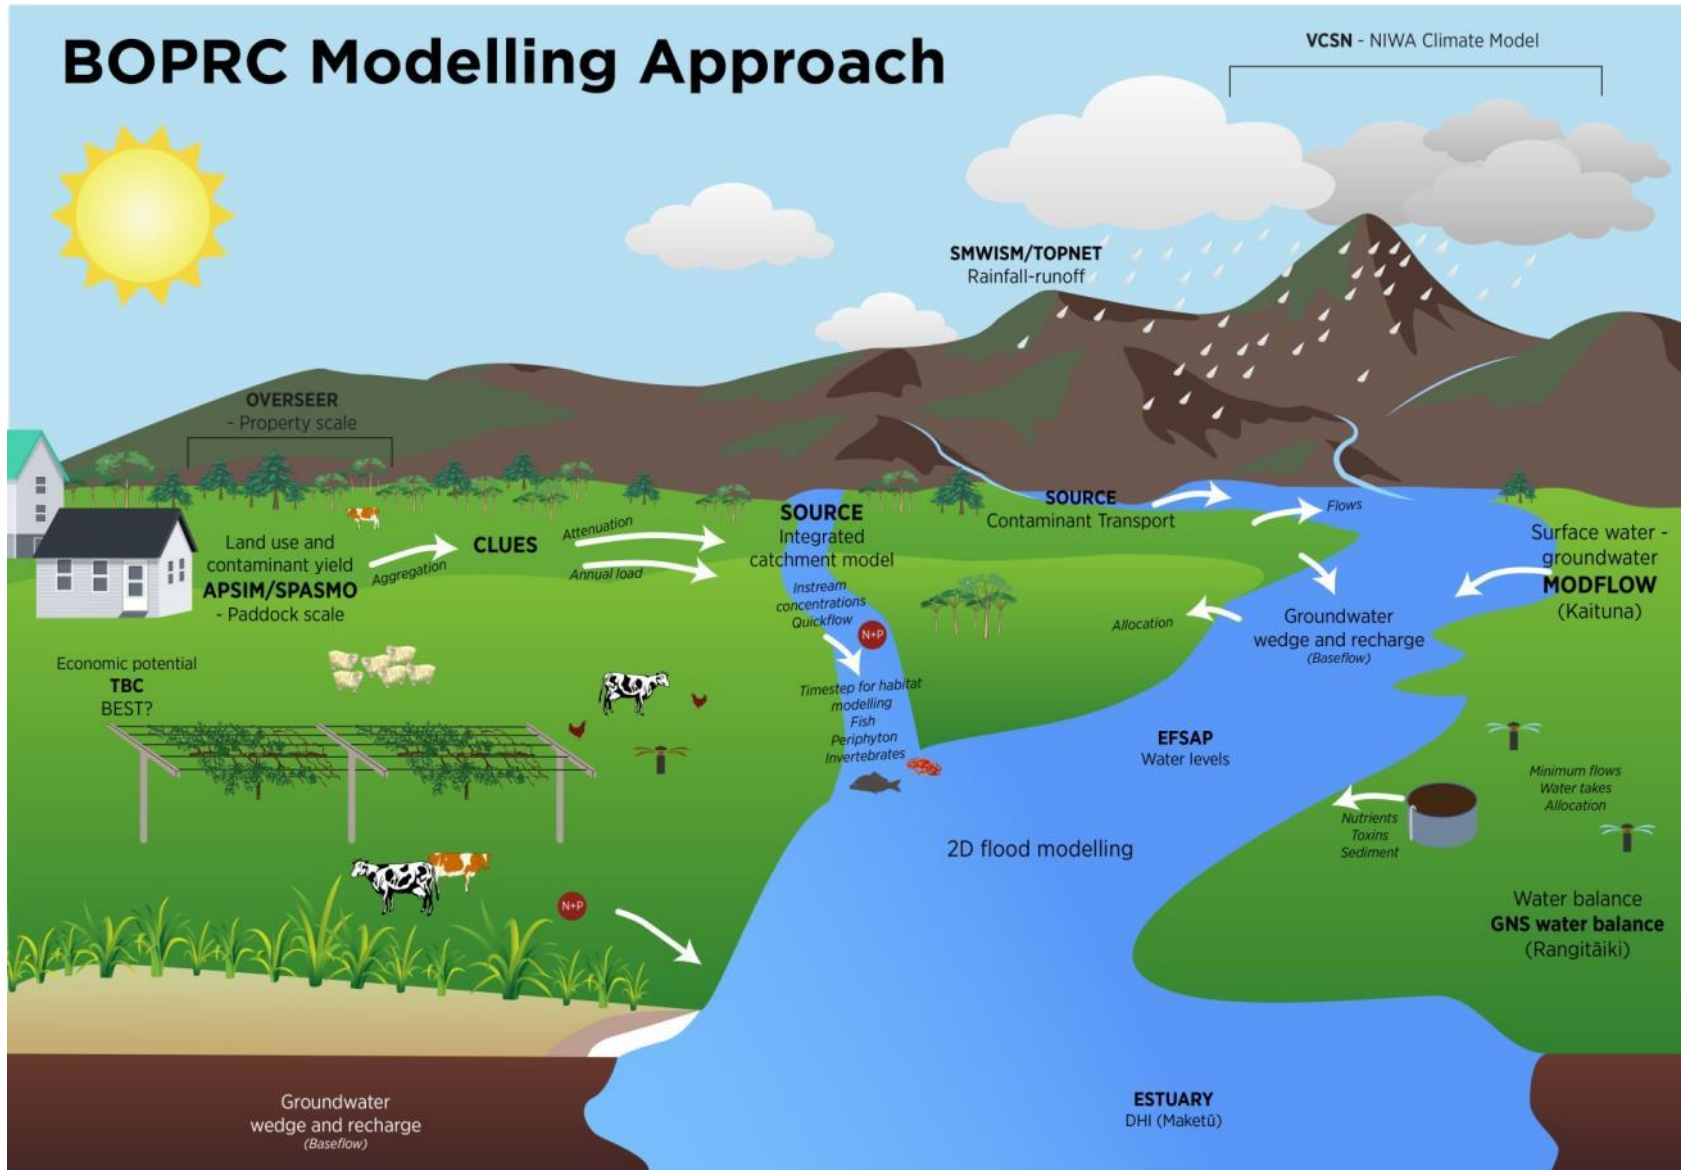 BOPRC Modelling Approach
VCSN - NIWA Climate Model
SMWISM/TOPNET
Rainfall-runoff
OVERSEER
- Property scale
Land use and
contaminant yield
APSIM/SPASMO
- Paddock scale
Aggregation
CLUES
Attenuation
Annual load
SOURCE
Integrated
catchment model
Instream
concentrations
Quickflow
N+P
Timestep for habitat
modelling
Fish
Periphyton
Invertebrates
SOURCE
Contaminant Transport
Flows
Surface water -
groundwater
MODFLOW
(Kaituna)
Groundwater
wedge and recharge
(Baseflow)
Allocation
Economic potential
TBC
BEST?
EFSAP
Water levels
Minimum flows
Water takes
Allocation
Nutrients
Toxins
Sediment
2D flood modelling
N+P
Water balance
GNS water balance
(Rangitāiki)
Groundwater
wedge and recharge
(Baseflow)
ESTUARY
DHI (Maketū)